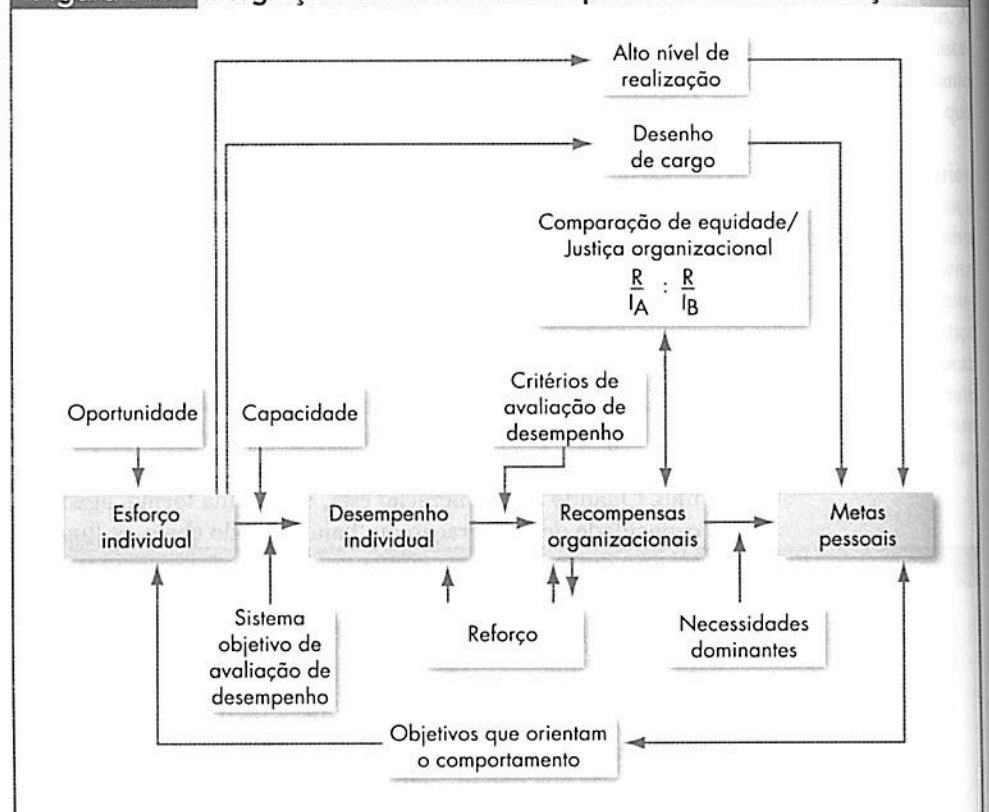 Alto nível de
realização
Desenho
de cargo
Comparação de equidade/
Justiça organizacional
R : R
IA IB
Critérios de
avaliação de
desempenho
Oportunidade
Capacidade
Esforço
individual
Desempenho
individual
Recompensas
organizacionais
Metas
pessoais
Sistema
objetivo de
avaliação de
desempenho
Reforço
Necessidades
dominantes
Objetivos que orientam
o comportamento